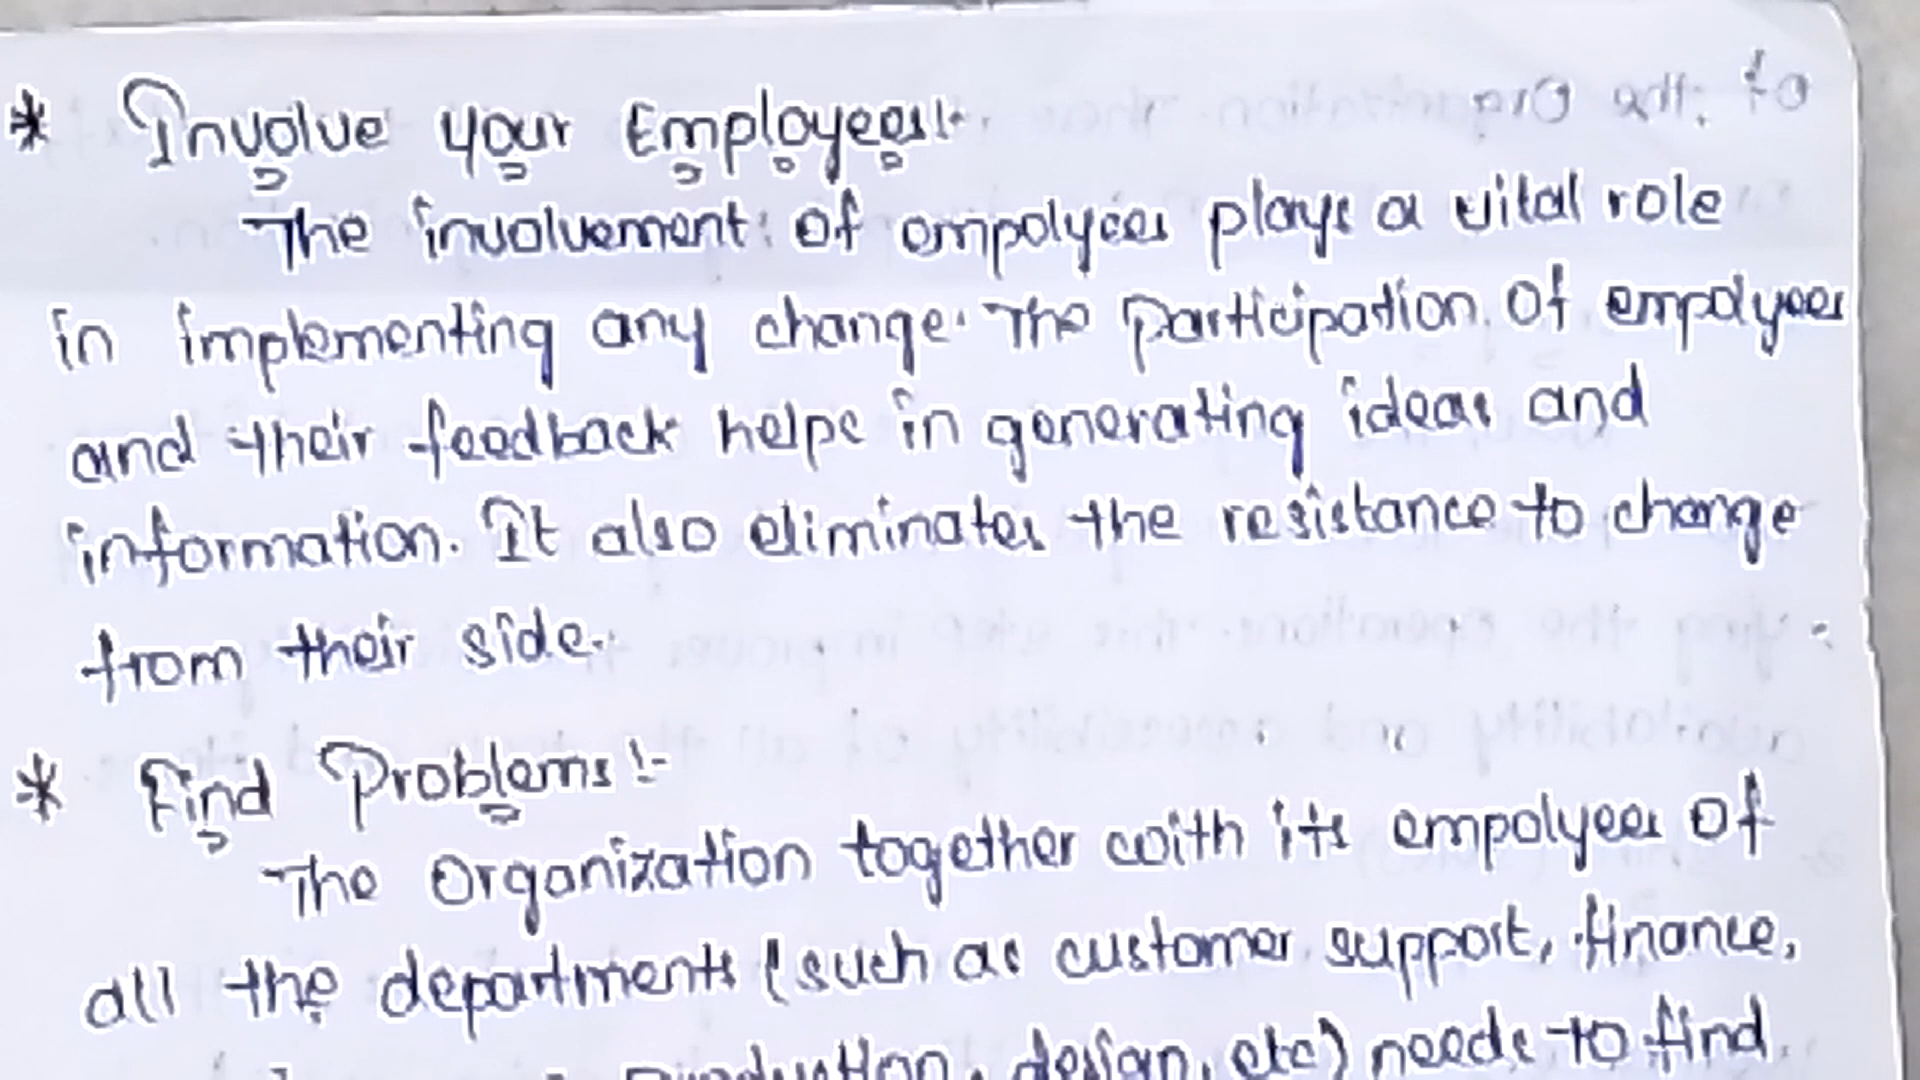 * Involve your Employees:-
The involvement of empolyees plays a vital role
in implementing any change. The Participation of empolyees
and their feedback helps in generating ideas and
information. It also eliminates the resistance to change
from their side.
* Find Problems:-
The Organization together with its empolyees of
all the departments (such as customer support, finance,
production, design, etc) needs to find